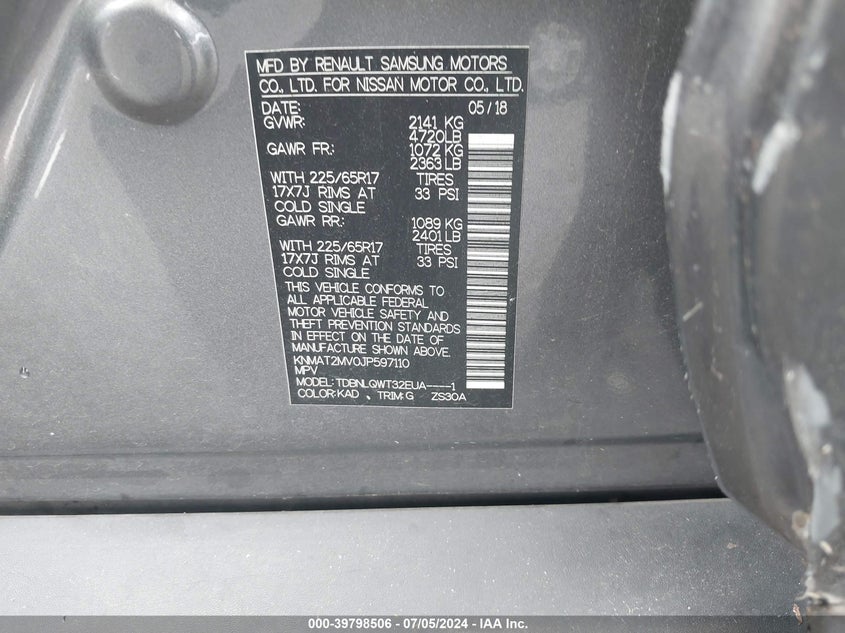 MFD BY RENAULT SAMSUNG MOTORS
CO., LTD. FOR NISSAN MOTOR CO., LTD.
DATE: 05/18
GVWR: 2141 KG
4720LB
GAWR FR: 1072 KG
2363 LB
WITH 225/65R17 TIRES
17X7J RIMS AT 33 PSI
COLD SINGLE
GAWR RR: 1089 KG
2401 LB
WITH 225/65R17 TIRES
17X7J RIMS AT 33 PSI
COLD SINGLE
THIS VEHICLE CONFORMS TO
ALL APPLICABLE FEDERAL
MOTOR VEHICLE SAFETY AND
THEFT PREVENTION STANDARDS
IN EFFECT ON THE DATE OF
MANUFACTURE SHOWN ABOVE.
KNMAT2MV0JP597110
MPV
MODEL: TDBNLQWT32EUA----1
COLOR: KAD , TRIM: G ZS30A
000-39798506 - 07/05/2024 - IAA Inc.